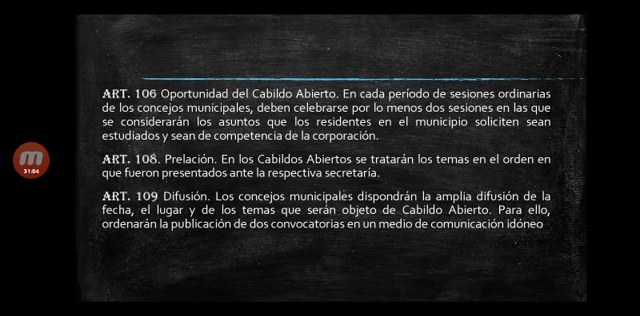 ART. 106 Oportunidad del Cabildo Abierto. En cada período de sesiones ordinarias
de los concejos municipales, deben celebrarse por lo menos dos sesiones en las que
se considerarán los asuntos que los residentes en el municipio soliciten sean
estudiados y sean de competencia de la corporación.
ART. 108. Prelación. En los Cabildos Abiertos se tratarán los temas en el orden en
que fueron presentados ante la respectiva secretaría.
ART. 109 Difusión. Los concejos municipales dispondrán la amplia difusión de la
fecha, el lugar y de los temas que serán objeto de Cabildo Abierto. Para ello,
ordenarán la publicación de dos convocatorias en un medio de comunicación idóneo
31:04